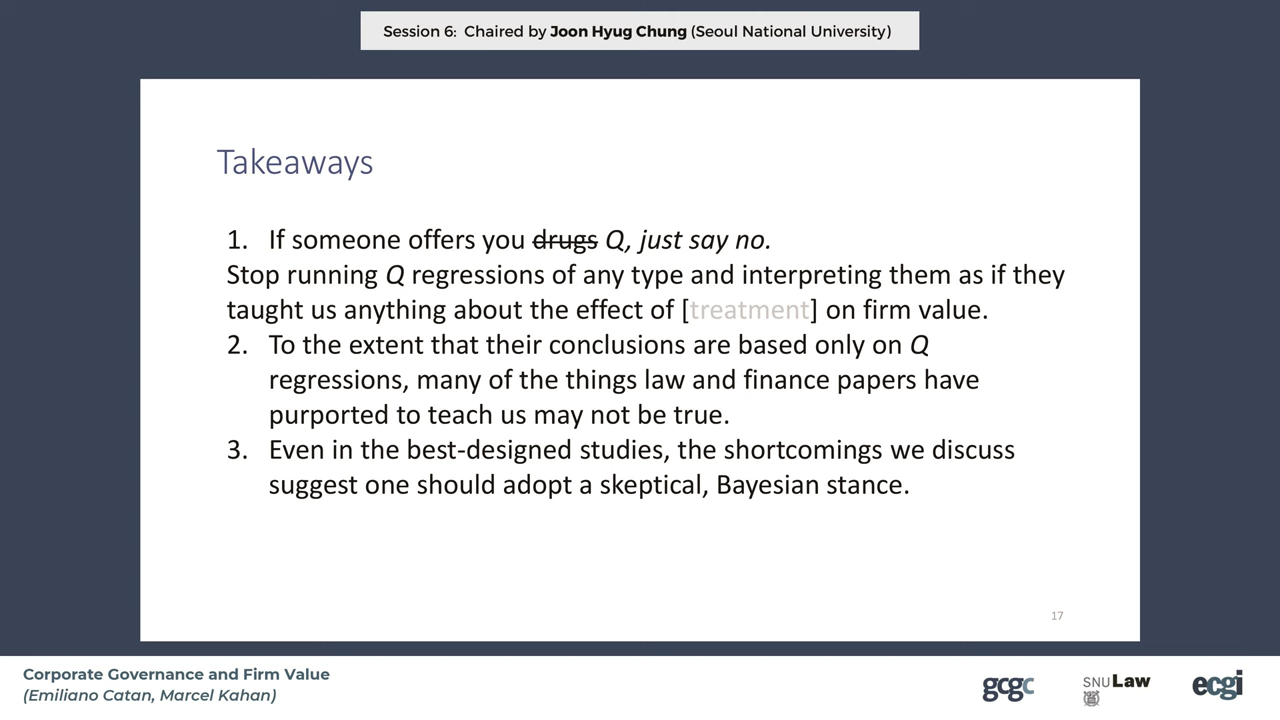 Session 6: Chaired by Joon Hyug Chung (Seoul National University)
Takeaways
1. If someone offers you drugs Q, just say no.
Stop running Q regressions of any type and interpreting them as if they
taught us anything about the effect of [treatment] on firm value.
2. To the extent that their conclusions are based only on Q
regressions, many of the things law and finance papers have
purported to teach us may not be true.
3. Even in the best-designed studies, the shortcomings we discuss
suggest one should adopt a skeptical, Bayesian stance.
17
Corporate Governance and Firm Value
(Emiliano Catan, Marcel Kahan)
gcgc
SNU Law
ecgi